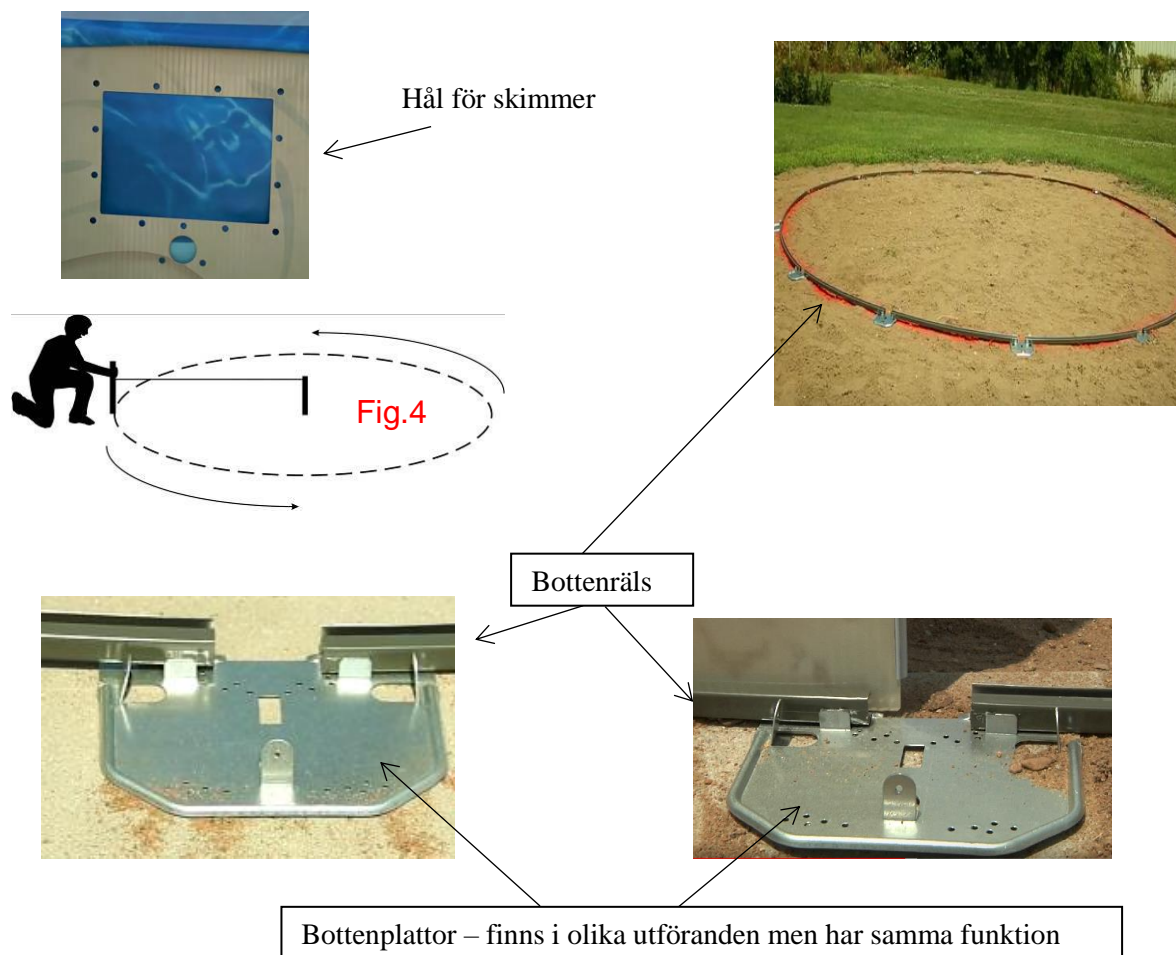 Hål för skimmer
Fig.4
Bottenräls
Bottenplattor – finns i olika utföranden men har samma funktion